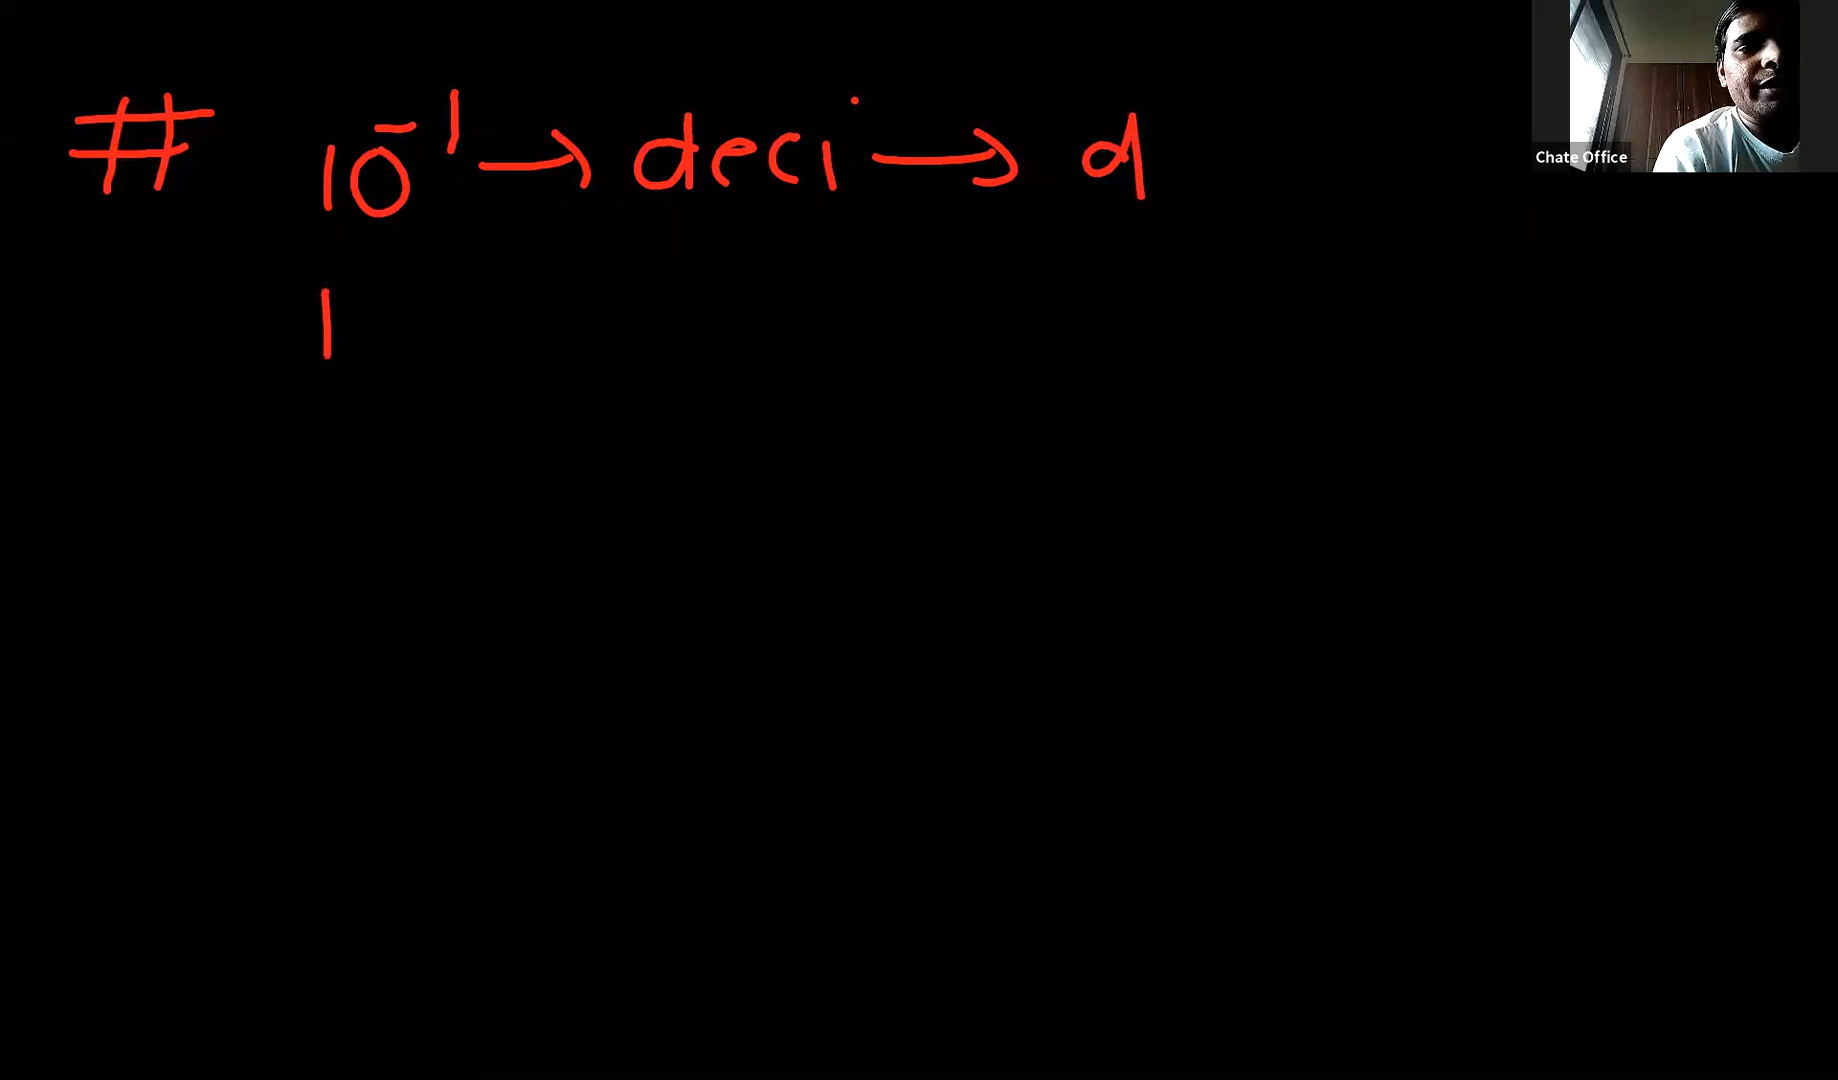 # 10⁻¹ → deci → d
1
Chate Office